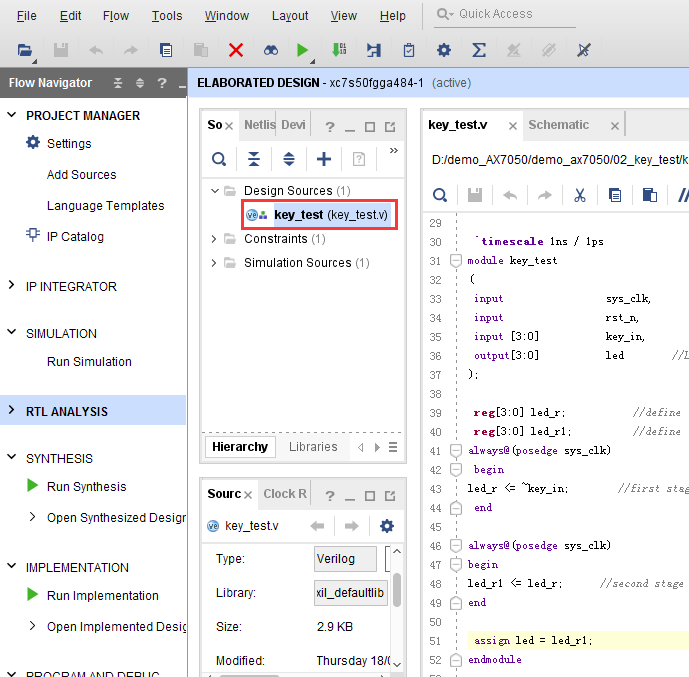 File Edit Flow Tools Window Layout View Help Quick Access
Flow Navigator
ELABORATED DESIGN - xc7s50fgga484-1 (active)
PROJECT MANAGER
Settings
Add Sources
Language Templates
IP Catalog
IP INTEGRATOR
SIMULATION
Run Simulation
RTL ANALYSIS
SYNTHESIS
Run Synthesis
Open Synthesized Design
IMPLEMENTATION
Run Implementation
Open Implemented Desig
PROGRAM AND DEBUG
So Netlis Devi
Design Sources (1)
key_test (key_test.v)
Constraints (1)
Simulation Sources (1)
Hierarchy Libraries
Sourc Clock R
key_test.v
Type: Verilog
Library: xil_defaultlib
Size: 2.9 KB
Modified: Thursday 18/0
key_test.v Schematic
D:/demo_AX7050/demo_ax7050/02_key_test/k
29
30 `timescale 1ns / 1ps
31 module key_test
32 (
33 input sys_clk,
34 input rst_n,
35 input [3:0] key_in,
36 output[3:0] led //L
37 );
38
39 reg[3:0] led_r; //define
40 reg[3:0] led_r1; //define
41 always@(posedge sys_clk)
42 begin
43 led_r <= ~key_in; //first stag
44 end
45
46 always@(posedge sys_clk)
47 begin
48 led_r1 <= led_r; //second stage
49 end
50
51 assign led = led_r1;
52 endmodule